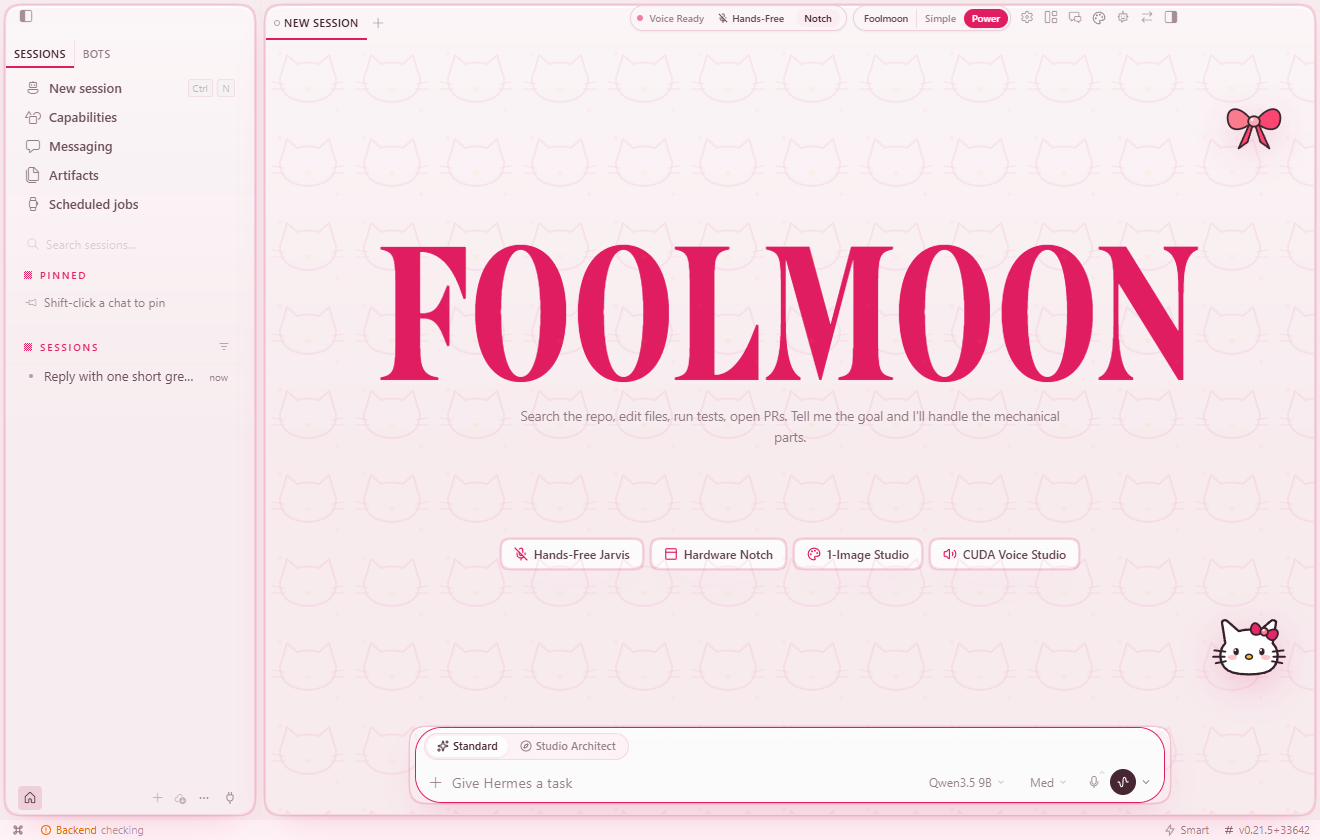 NEW SESSION
Voice Ready
Hands-Free
Notch
Foolmoon
Simple
Power
SESSIONS
BOTS
New session
Ctrl
N
Capabilities
Messaging
Artifacts
Scheduled jobs
Search sessions...
PINNED
Shift-click a chat to pin
SESSIONS
Reply with one short gre...
now
FOOLMOON
Search the repo, edit files, run tests, open PRs. Tell me the goal and I'll handle the mechanical
parts.
Hands-Free Jarvis
Hardware Notch
1-Image Studio
CUDA Voice Studio
Standard
Studio Architect
Give Hermes a task
Qwen3.5 9B
Med
Backend checking
Smart
# v0.21.5+33642